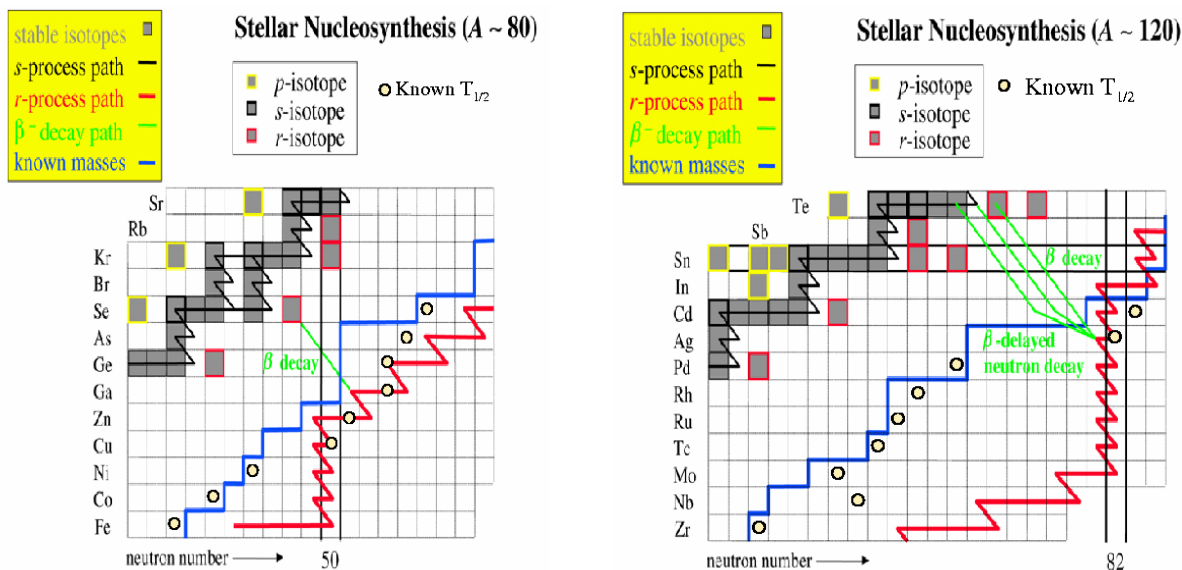 Stellar Nucleosynthesis (A ~ 80)
stable isotopes
s-process path
r-process path
β⁻ decay path
known masses
p-isotope
s-isotope
r-isotope
Known T1/2
Sr
Rb
Kr
Br
Se
As
Ge
Ga
Zn
Cu
Ni
Co
Fe
β decay
neutron number
50
Stellar Nucleosynthesis (A ~ 120)
stable isotopes
s-process path
r-process path
β⁻ decay path
known masses
p-isotope
s-isotope
r-isotope
Known T1/2
Te
Sb
Sn
In
Cd
Ag
Pd
Rh
Ru
Tc
Mo
Nb
Zr
β decay
β-delayed
neutron decay
neutron number
82